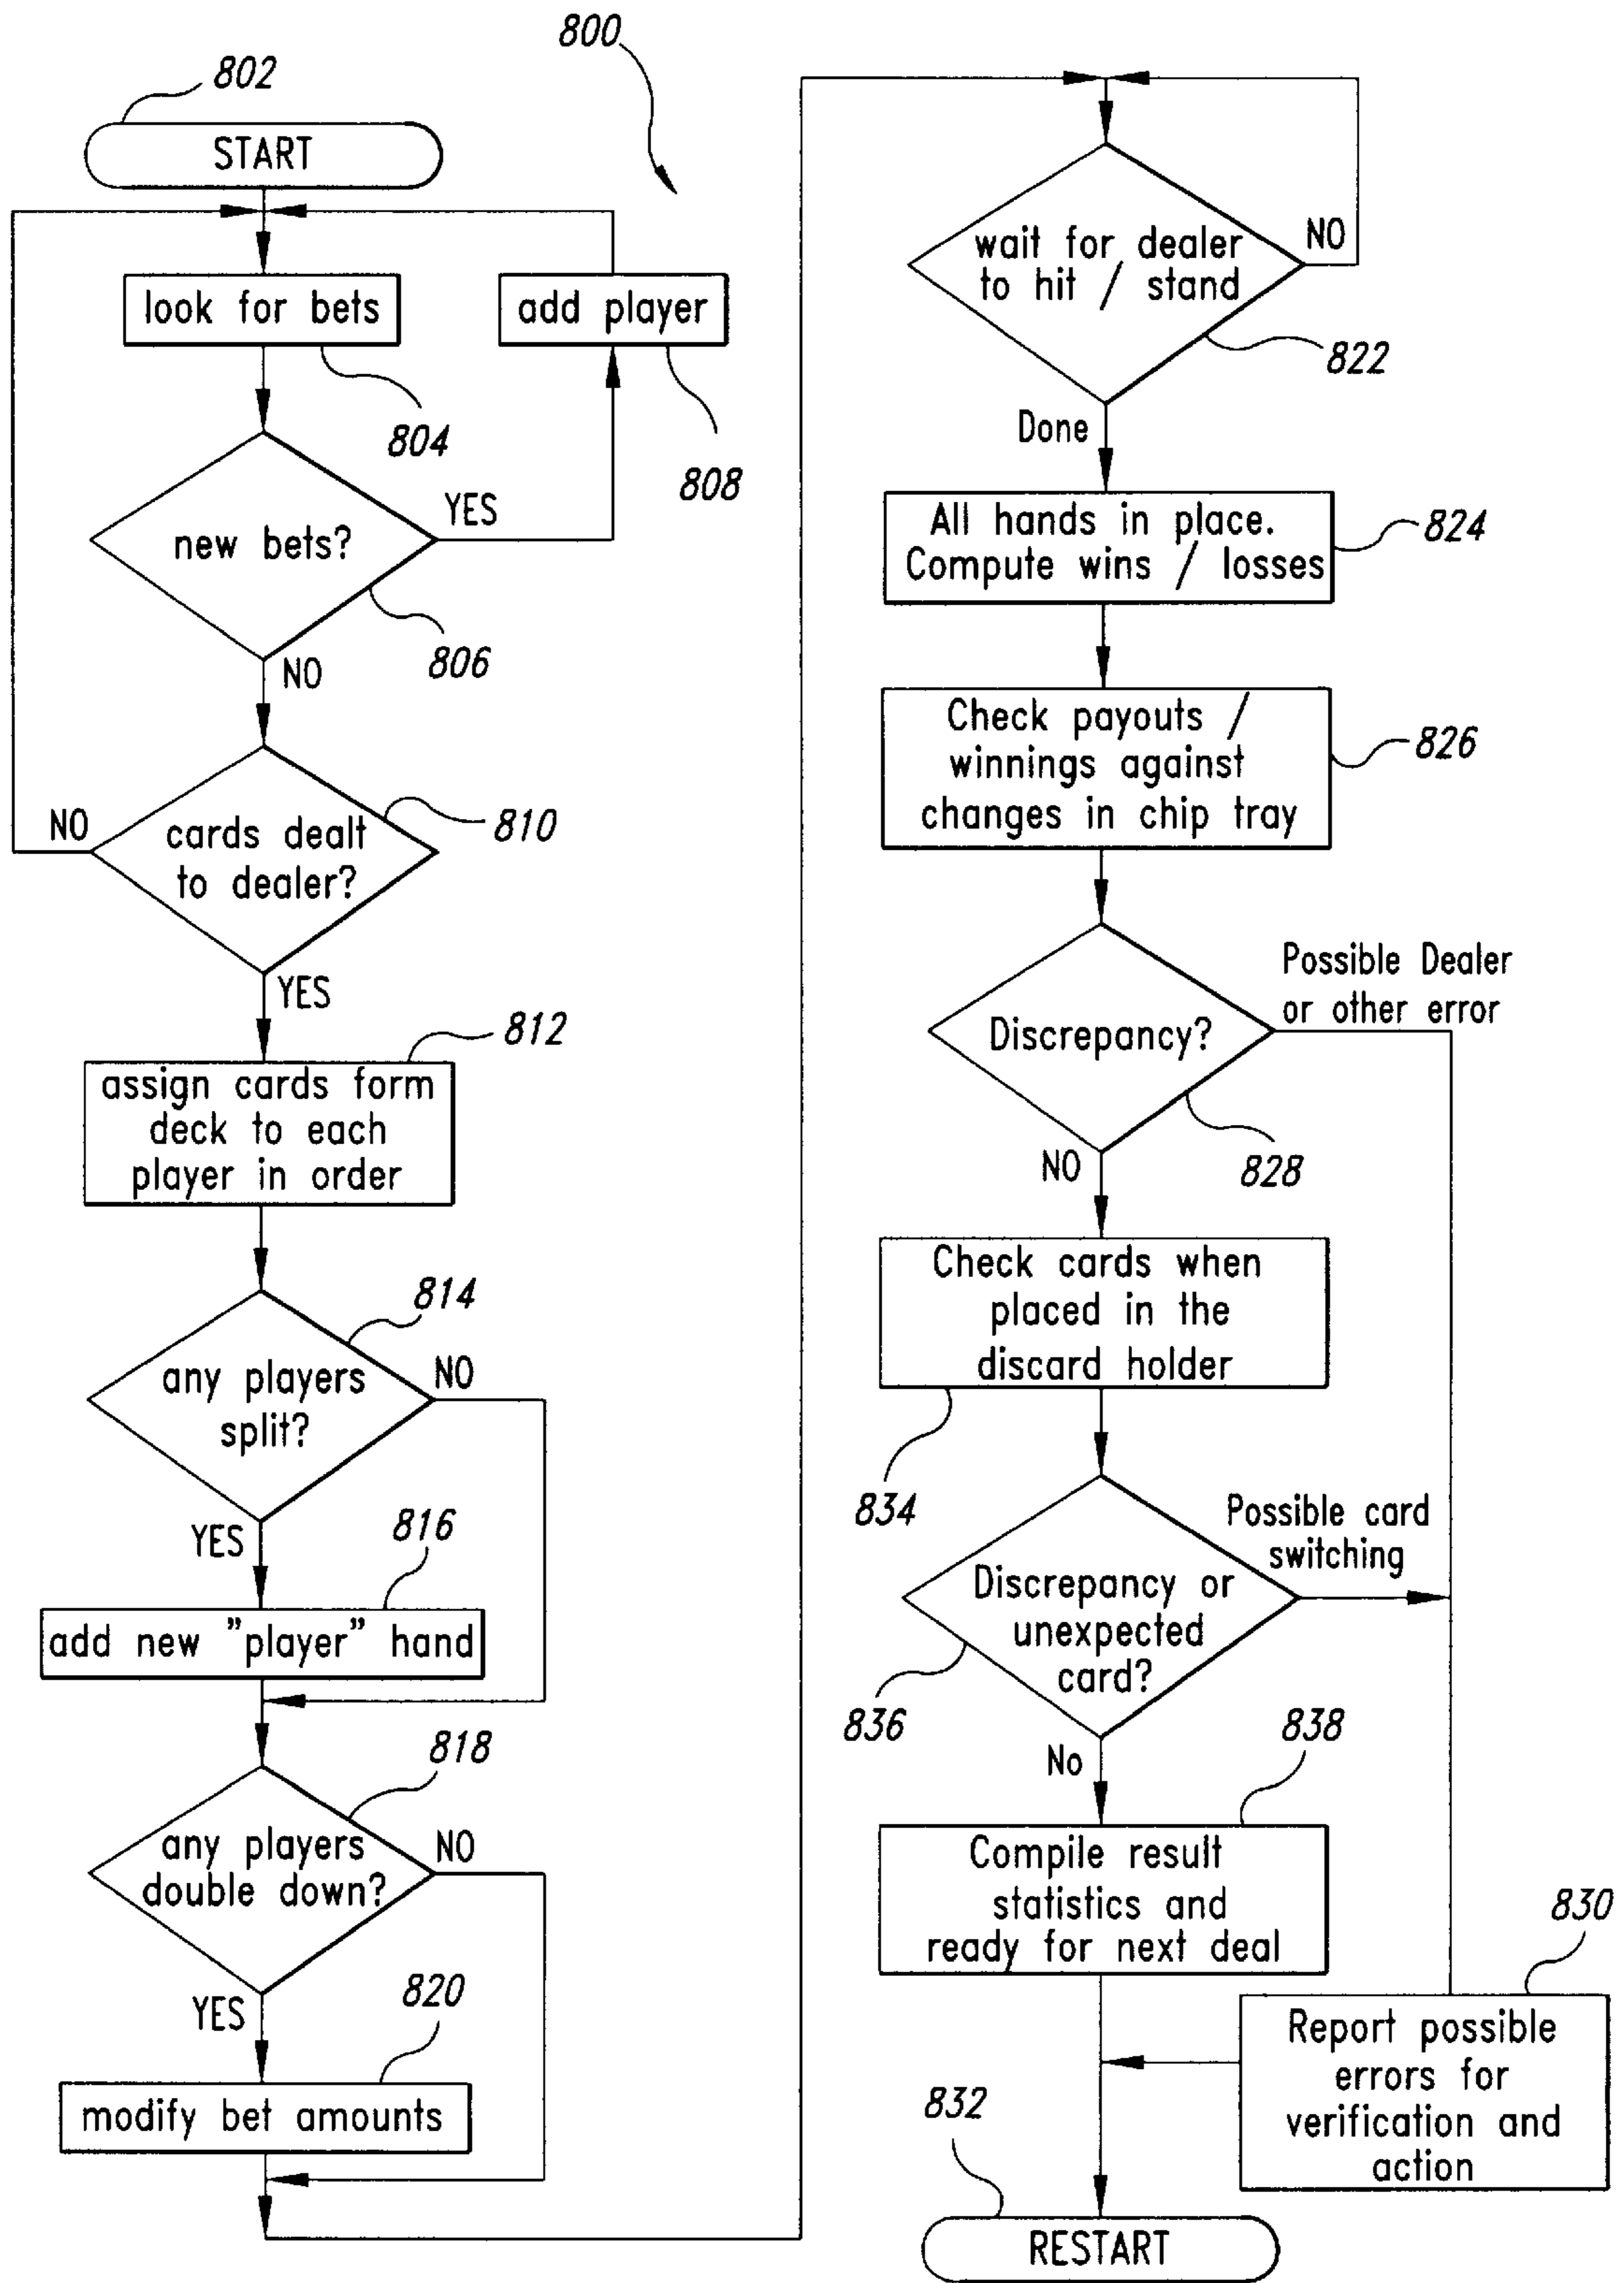 800
802
START
look for bets
804
add player
808
new bets?
YES
806
NO
cards dealt
to dealer?
NO
810
YES
812
assign cards form
deck to each
player in order
814
any players
split?
NO
YES
816
add new "player" hand
818
any players
double down?
NO
YES
820
modify bet amounts
wait for dealer
to hit / stand
NO
822
Done
All hands in place.
Compute wins / losses
824
Check payouts /
winnings against
changes in chip tray
826
Discrepancy?
Possible Dealer
or other error
828
NO
Check cards when
placed in the
discard holder
834
Discrepancy or
unexpected
card?
Possible card
switching
836
No
838
Compile result
statistics and
ready for next deal
830
Report possible
errors for
verification and
action
832
RESTART